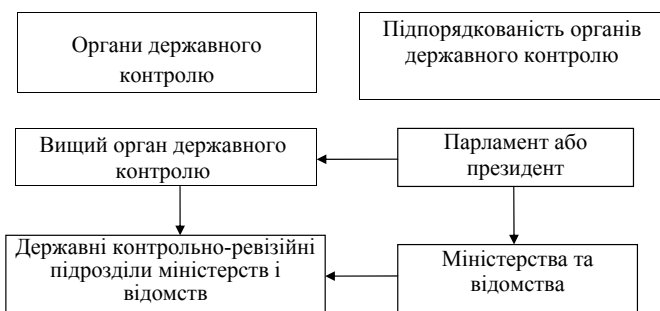 Органи державного
контролю
Підпорядкованість органів
державного контролю
Вищий орган державного
контролю
Парламент або
президент
Державні контрольно-ревізійні
підрозділи міністерств і
відомств
Міністерства та
відомства